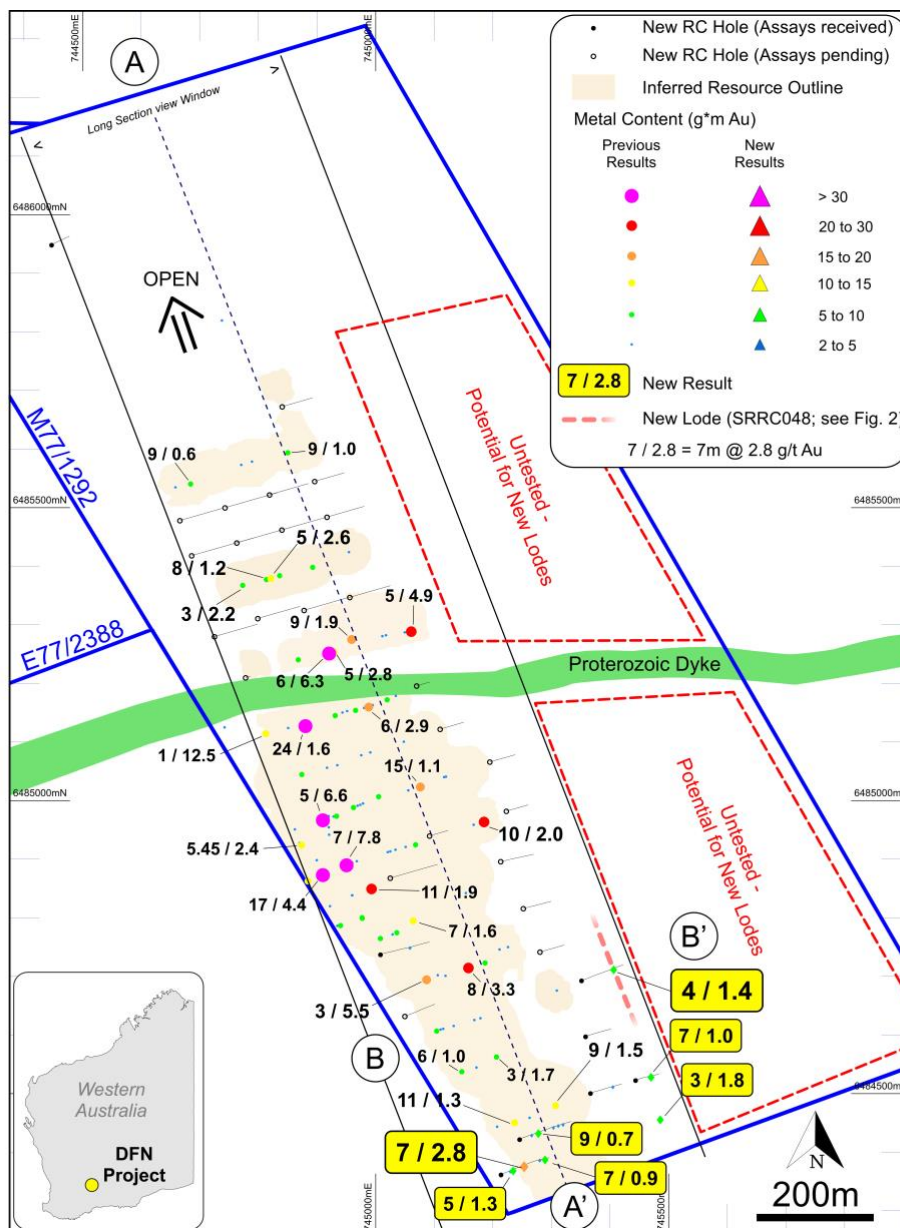 744500mE
745000mE
A
Long Section view Window
New RC Hole (Assays received)
New RC Hole (Assays pending)
Inferred Resource Outline
Metal Content (g*m Au)
Previous Results
New Results
> 30
20 to 30
15 to 20
10 to 15
5 to 10
2 to 5
7 / 2.8
New Result
New Lode (SRRC048; see Fig. 2)
7 / 2.8 = 7m @ 2.8 g/t Au
6486000mN
OPEN
M77/1292
Untested -
Potential for New Lodes
9 / 0.6
9 / 1.0
6485500mN
6485500mN
5 / 2.6
8 / 1.2
3 / 2.2
5 / 4.9
9 / 1.9
E77/2388
6 / 6.3
5 / 2.8
Proterozoic Dyke
6 / 2.9
1 / 12.5
24 / 1.6
15 / 1.1
Untested -
Potential for New Lodes
6485000mN
6485000mN
5 / 6.6
10 / 2.0
7 / 7.8
5.45 / 2.4
17 / 4.4
11 / 1.9
7 / 1.6
B'
8 / 3.3
4 / 1.4
3 / 5.5
7 / 1.0
B
9 / 1.5
6 / 1.0
3 / 1.7
3 / 1.8
6484500mN
11 / 1.3
9 / 0.7
7 / 2.8
7 / 0.9
5 / 1.3
A'
745000mE
745500mE
Western
Australia
DFN
Project
N
200m